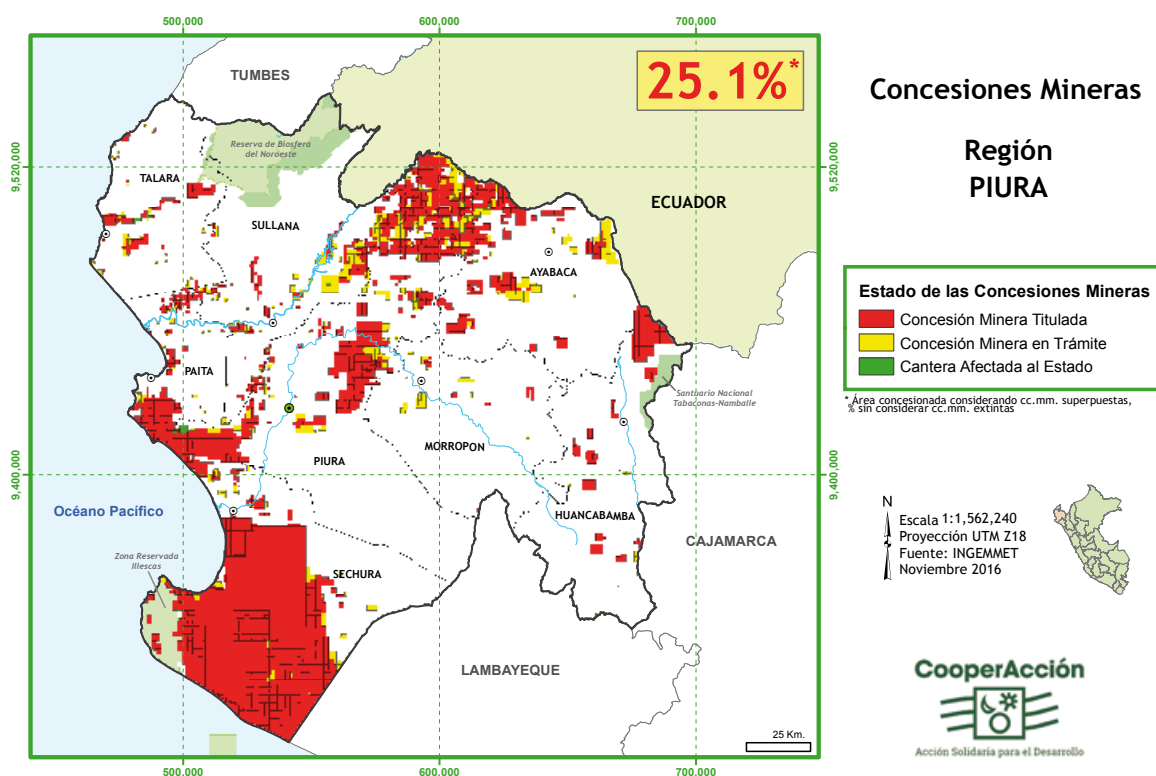 500,000
600,000
700,000
TUMBES
25.1%*
Concesiones Mineras
Región
PIURA
Reserva de Biosfera
del Noroeste
9,520,000
9,520,000
TALARA
SULLANA
ECUADOR
AYABACA
Estado de las Concesiones Mineras
Concesión Minera Titulada
Concesión Minera en Trámite
Cantera Afectada al Estado
* Área concesionada considerando cc.mm. superpuestas,
% sin considerar cc.mm. extintas
PAITA
Santuario Nacional
Tabaconas-Namballe
MORROPON
PIURA
9,400,000
9,400,000
Océano Pacífico
HUANCABAMBA
CAJAMARCA
N
Escala 1:1,562,240
Proyección UTM Z18
Fuente: INGEMMET
Noviembre 2016
Zona Reservada
Illescas
SECHURA
LAMBAYEQUE
CooperAcción
Acción Solidaria para el Desarrollo
25 Km.
500,000
600,000
700,000